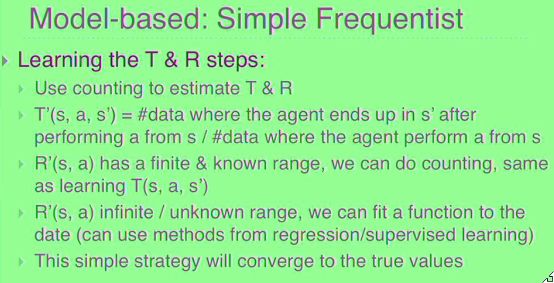 Model-based: Simple Frequentist
Learning the T & R steps:
Use counting to estimate T & R
T'(s, a, s') = #data where the agent ends up in s' after
performing a from s / #data where the agent perform a from s
R'(s, a) has a finite & known range, we can do counting, same
as learning T(s, a, s')
R'(s, a) infinite / unknown range, we can fit a function to the
date (can use methods from regression/supervised learning)
This simple strategy will converge to the true values